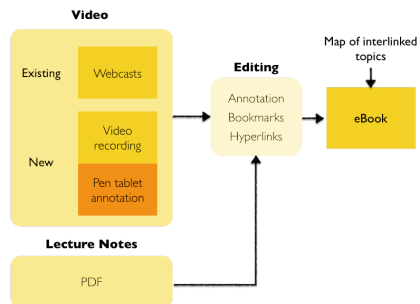 Video
Existing
Webcasts
New
Video
recording
Pen tablet
annotation
Lecture Notes
PDF
Editing
Annotation
Bookmarks
Hyperlinks
Map of interlinked
topics
eBook